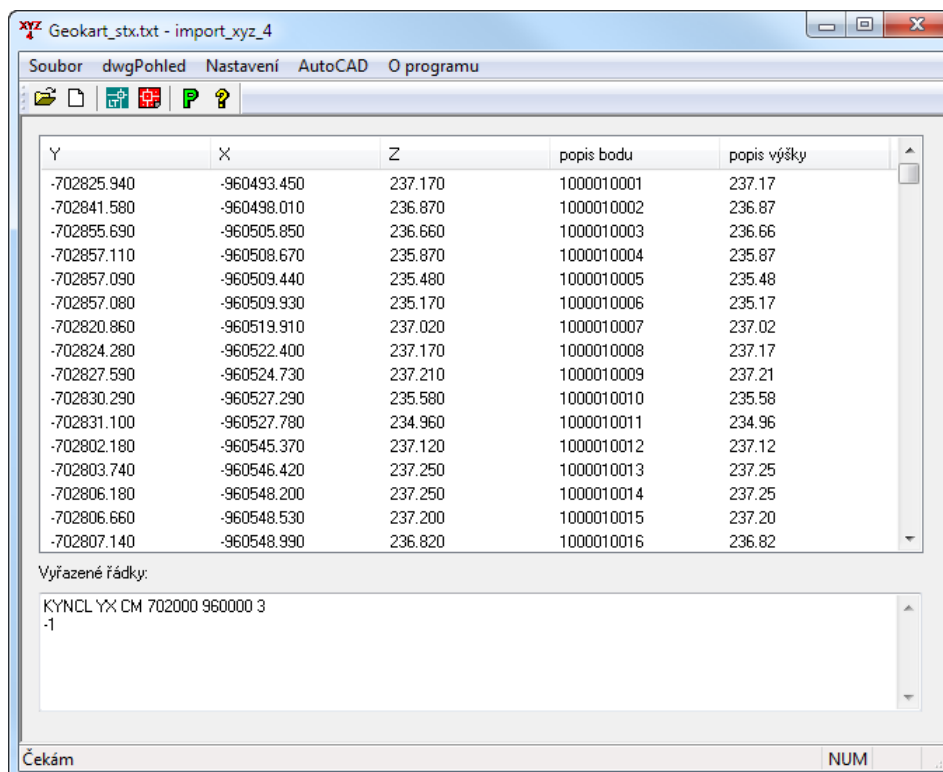 XYZ 4 Geokart_stx.txt - import_xyz_4
Soubor dwgPohled Nastavení AutoCAD O programu
LT P ?
Y X Z popis bodu popis výšky
-702825.940 -960493.450 237.170 1000010001 237.17
-702841.580 -960498.010 236.870 1000010002 236.87
-702855.690 -960505.850 236.660 1000010003 236.66
-702857.110 -960508.670 235.870 1000010004 235.87
-702857.090 -960509.440 235.480 1000010005 235.48
-702857.080 -960509.930 235.170 1000010006 235.17
-702820.860 -960519.910 237.020 1000010007 237.02
-702824.280 -960522.400 237.170 1000010008 237.17
-702827.590 -960524.730 237.210 1000010009 237.21
-702830.290 -960527.290 235.580 1000010010 235.58
-702831.100 -960527.780 234.960 1000010011 234.96
-702802.180 -960545.370 237.120 1000010012 237.12
-702803.740 -960546.420 237.250 1000010013 237.25
-702806.180 -960548.200 237.250 1000010014 237.25
-702806.660 -960548.530 237.200 1000010015 237.20
-702807.140 -960548.990 236.820 1000010016 236.82
Vyřazené řádky:
KYNCL YX CM 702000 960000 3
-1
Čekám NUM